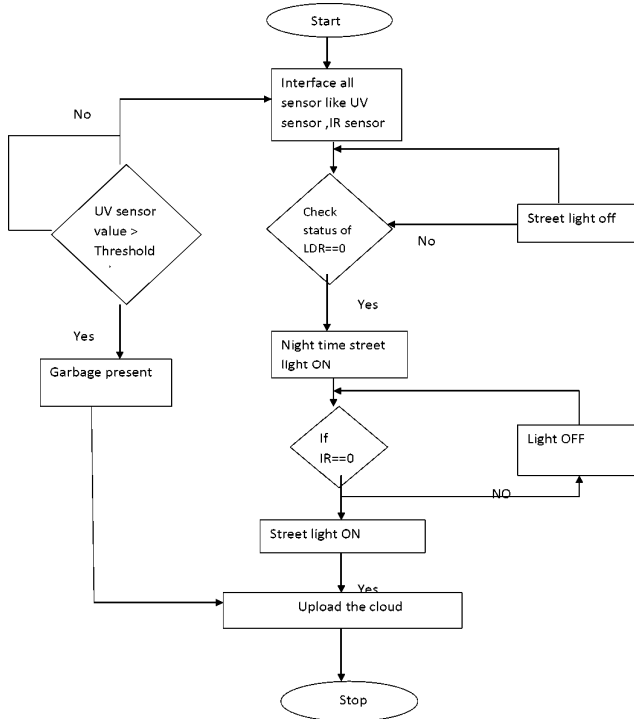 Start
Interface all
sensor like UV
sensor ,IR sensor
No
UV sensor
value >
Threshold
Check
status of
LDR==0
No
Street light off
Yes
Yes
Night time street
light ON
Garbage present
If
IR==0
Light OFF
NO
Street light ON
Yes
Upload the cloud
Stop